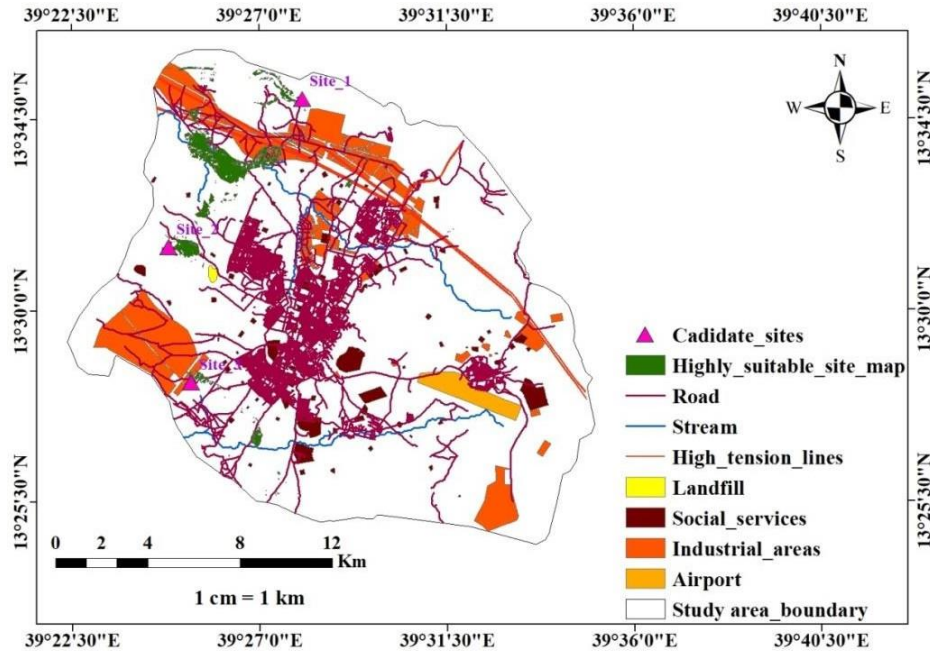 39°22'30"E 39°27'0"E 39°31'30"E 39°36'0"E 39°40'30"E
13°34'30"N
13°30'0"N
13°25'30"N
Site_1
Site_2
N
W E
S
13°34'30"N
13°30'0"N
13°25'30"N
Cadidate_sites
Highly_suitable_site_map
Road
Stream
High_tension_lines
Landfill
Social_services
Industrial_areas
Airport
Study area_boundary
0 2 4 8 12
Km
1 cm = 1 km
39°22'30"E 39°27'0"E 39°31'30"E 39°36'0"E 39°40'30"E